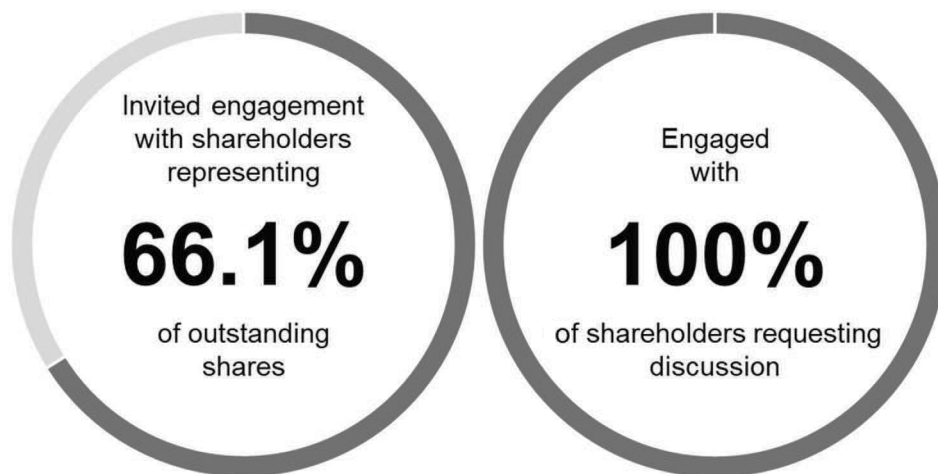 Invited engagement
with shareholders
representing
66.1%
of outstanding
shares
Engaged
with
100%
of shareholders requesting
discussion